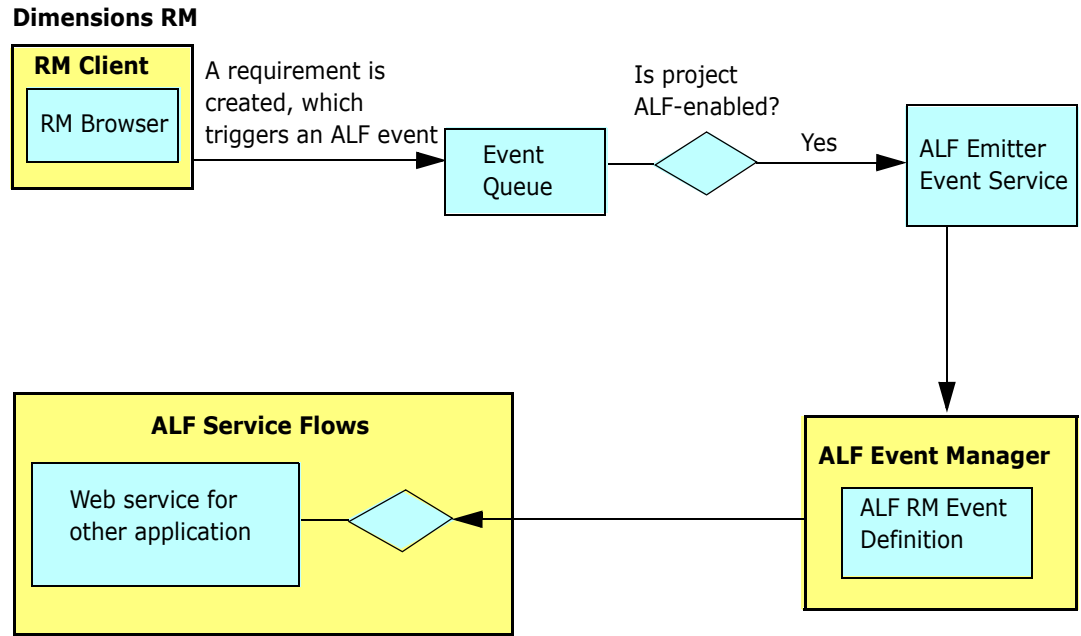 Dimensions RM
RM Client
RM Browser
A requirement is
created, which
triggers an ALF event
Event
Queue
Is project
ALF-enabled?
Yes
ALF Emitter
Event Service
ALF Service Flows
Web service for
other application
ALF Event Manager
ALF RM Event
Definition